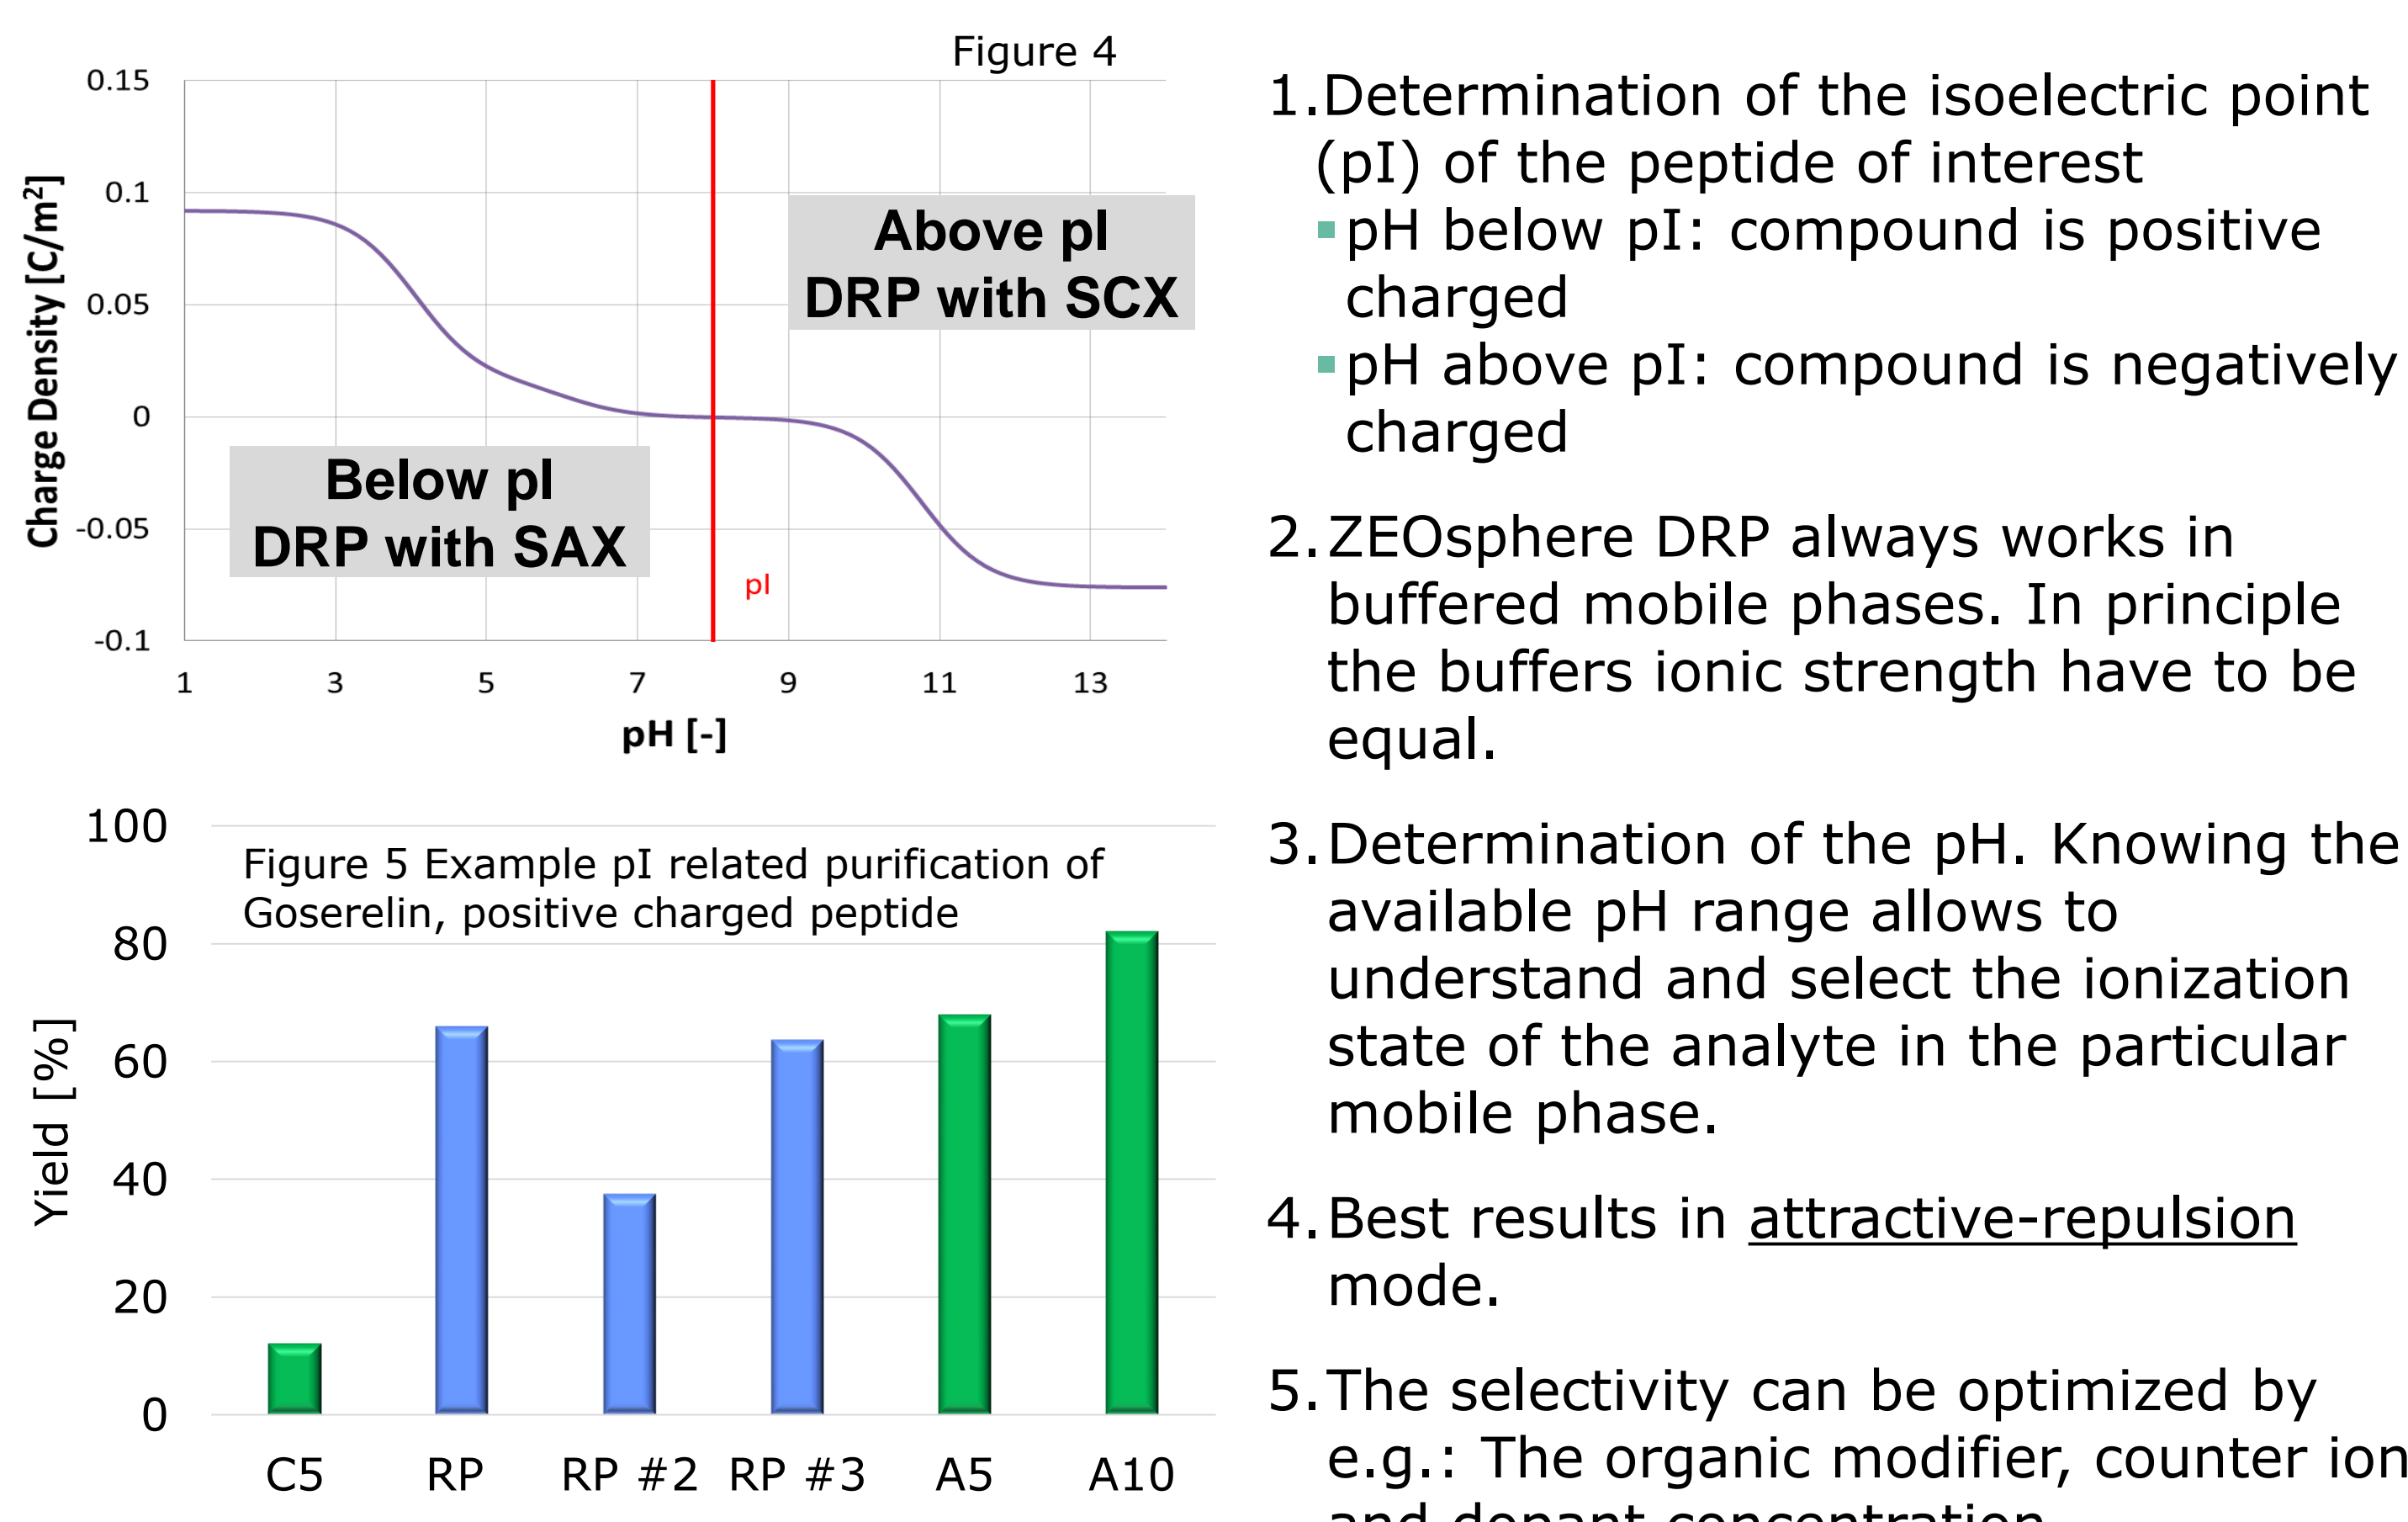 Figure 4
0.15
0.1
0.05
0
-0.05
-0.1
Charge Density [C/m²]
Above pI
DRP with SCX
Below pI
DRP with SAX
pI
1 3 5 7 9 11 13
pH [-]
100
80
60
40
20
0
Yield [%]
Figure 5 Example pI related purification of
Goserelin, positive charged peptide
C5 RP RP #2 RP #3 A5 A10
1.Determination of the isoelectric point
(pI) of the peptide of interest
▪pH below pI: compound is positive
charged
▪pH above pI: compound is negatively
charged
2.ZEOsphere DRP always works in
buffered mobile phases. In principle
the buffers ionic strength have to be
equal.
3.Determination of the pH. Knowing the
available pH range allows to
understand and select the ionization
state of the analyte in the particular
mobile phase.
4.Best results in attractive-repulsion
mode.
5.The selectivity can be optimized by
e.g.: The organic modifier, counter ion
and dopant concentration